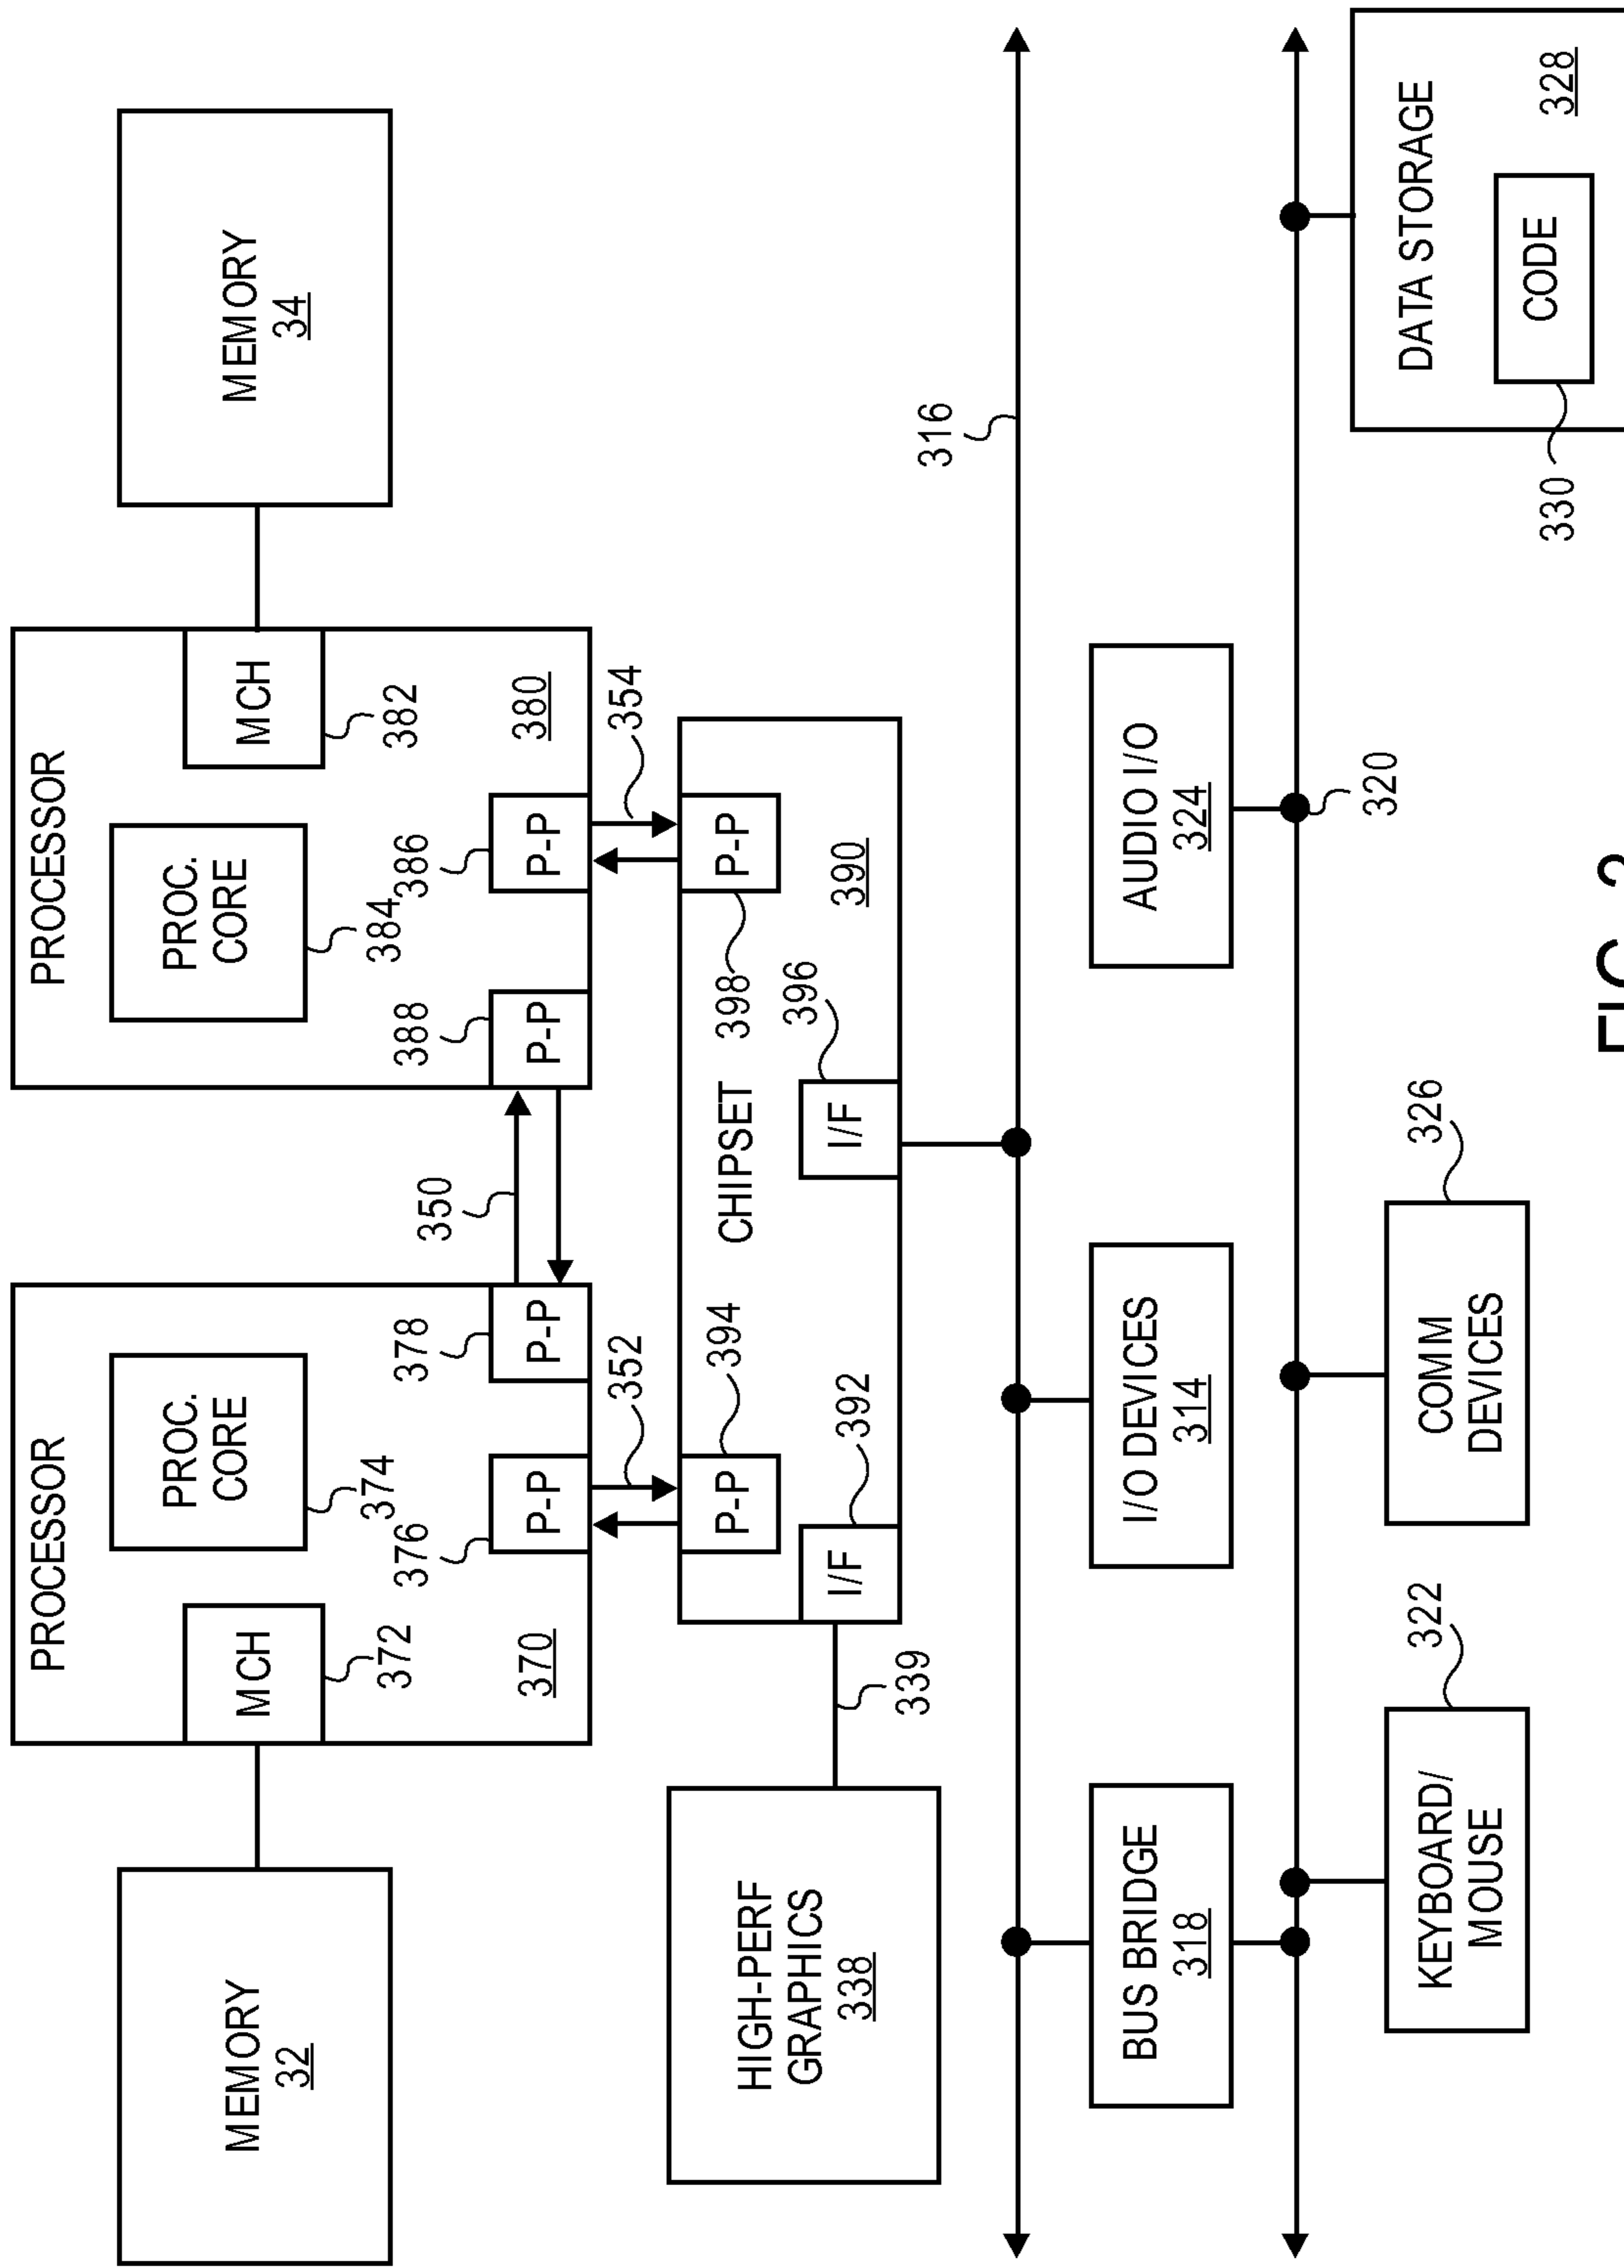 PROCESSOR
PROCESSOR
MEMORY
32
MCH
372
PROC.
CORE
374
370
376
P-P
378
P-P
350
388
P-P
PROC.
CORE
384
386
P-P
MCH
382
380
MEMORY
34
352
354
HIGH-PERF
GRAPHICS
338
339
P-P
394
I/F
392
CHIPSET
398
P-P
396
I/F
390
316
BUS BRIDGE
318
I/O DEVICES
314
AUDIO I/O
324
320
KEYBOARD/
MOUSE
322
COMM
DEVICES
326
DATA STORAGE
CODE
328
330